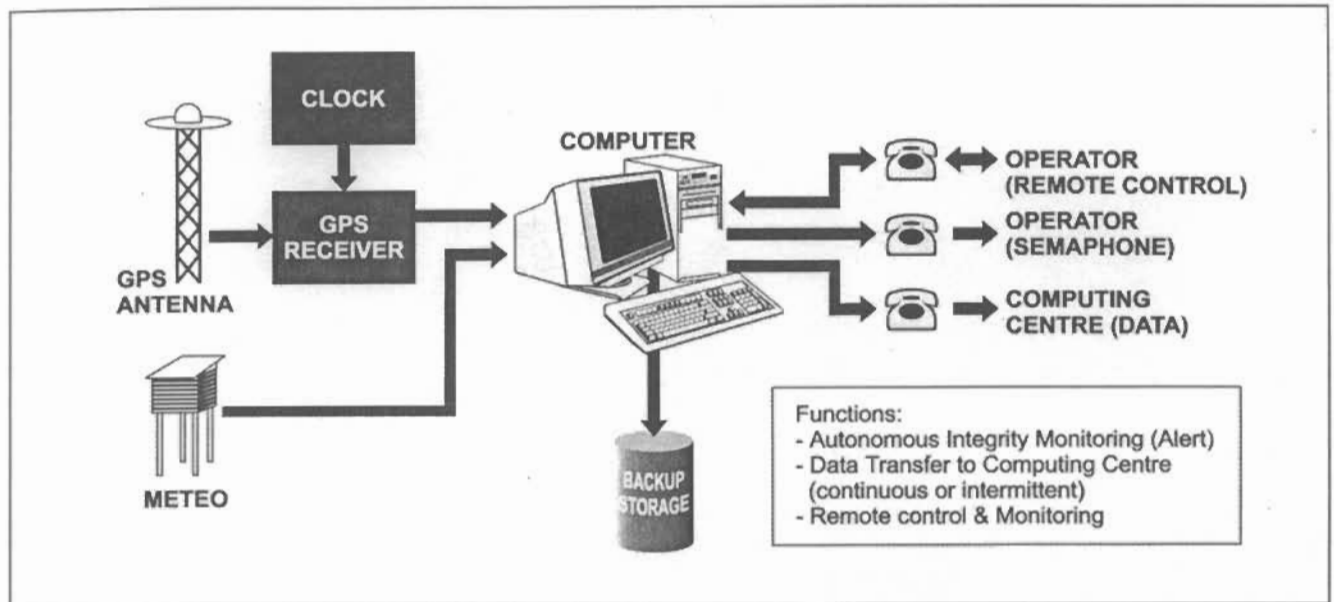 CLOCK
GPS
RECEIVER
GPS
ANTENNA
METEO
COMPUTER
BACKUP
STORAGE
OPERATOR
(REMOTE CONTROL)
OPERATOR
(SEMAPHONE)
COMPUTING
CENTRE (DATA)
Functions:
- Autonomous Integrity Monitoring (Alert)
- Data Transfer to Computing Centre
(continuous or intermittent)
- Remote control & Monitoring